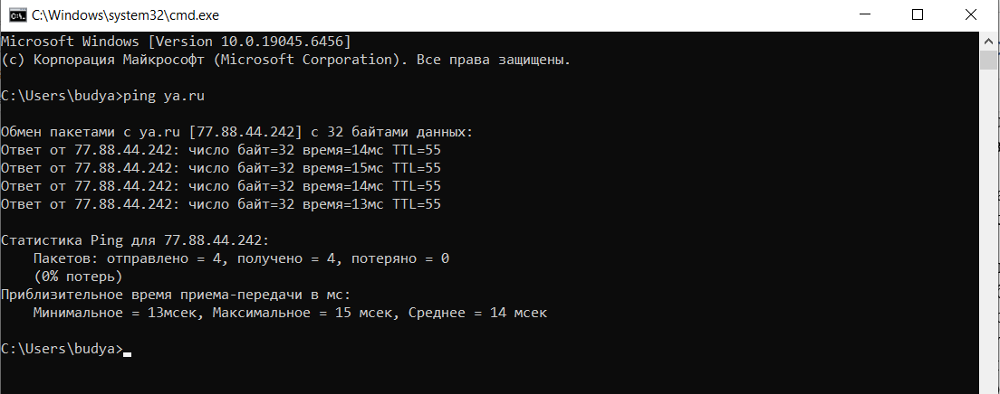 C:\Windows\system32\cmd.exe
Microsoft Windows [Version 10.0.19045.6456]
(c) Корпорация Майкрософт (Microsoft Corporation). Все права защищены.
C:\Users\budya>ping ya.ru
Обмен пакетами с ya.ru [77.88.44.242] с 32 байтами данных:
Ответ от 77.88.44.242: число байт=32 время=14мс TTL=55
Ответ от 77.88.44.242: число байт=32 время=15мс TTL=55
Ответ от 77.88.44.242: число байт=32 время=14мс TTL=55
Ответ от 77.88.44.242: число байт=32 время=13мс TTL=55
Статистика Ping для 77.88.44.242:
Пакетов: отправлено = 4, получено = 4, потеряно = 0
(0% потерь)
Приблизительное время приема-передачи в мс:
Минимальное = 13мсек, Максимальное = 15 мсек, Среднее = 14 мсек
C:\Users\budya>